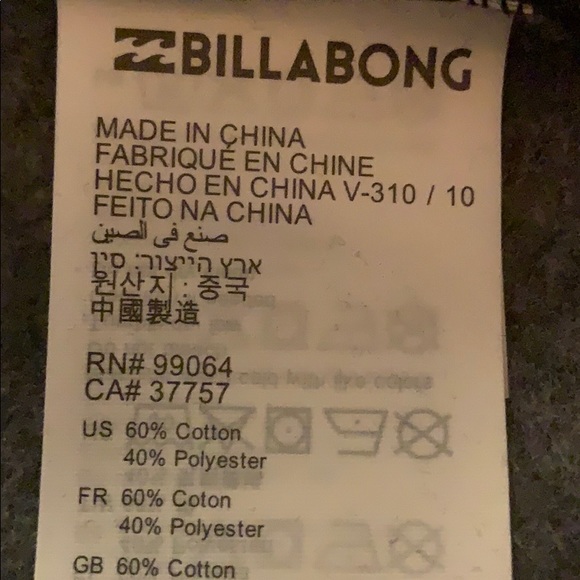 BILLABONG
MADE IN CHINA
FABRIQUÉ EN CHINE
HECHO EN CHINA V-310 / 10
FEITO NA CHINA
صنع في الصين
ארץ הייצור: סין
원산지 : 중국
中國製造
RN# 99064
CA# 37757
US 60% Cotton
40% Polyester
FR 60% Coton
40% Polyester
GB 60% Cotton